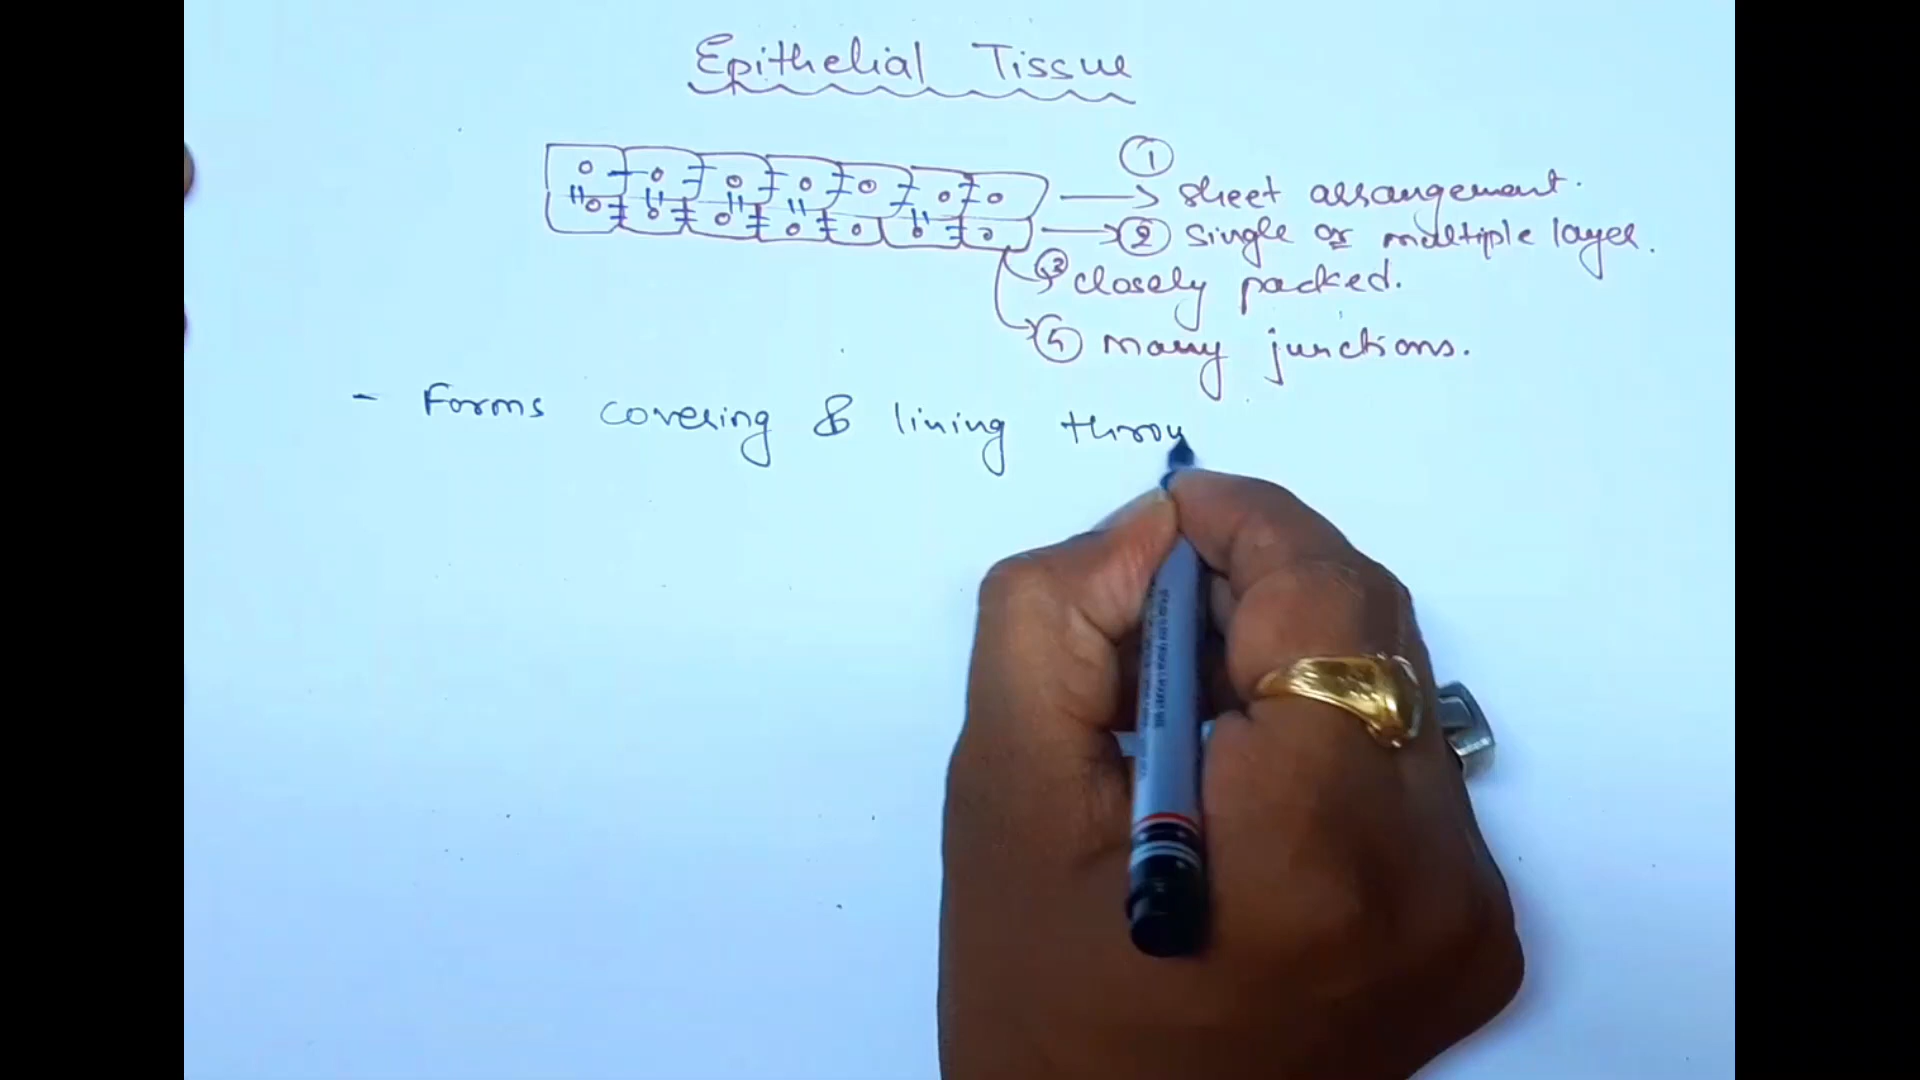 Epithelial Tissue
① sheet arrangement.
② Single or multiple layer.
③ closely packed.
④ many junctions.
- Forms covering & lining throu